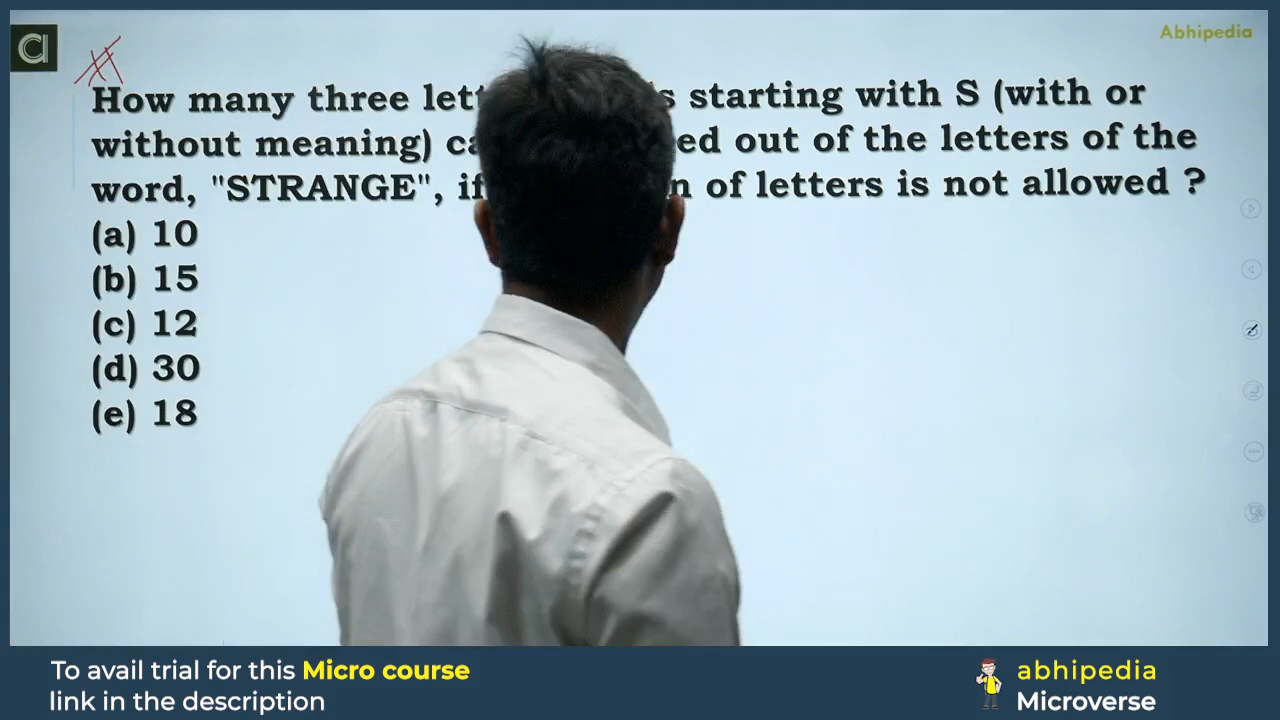 Abhipedia
How many three lett s starting with S (with or
without meaning) ca ed out of the letters of the
word, "STRANGE", if n of letters is not allowed ?
(a) 10
(b) 15
(c) 12
(d) 30
(e) 18
To avail trial for this Micro course
link in the description
abhipedia
Microverse